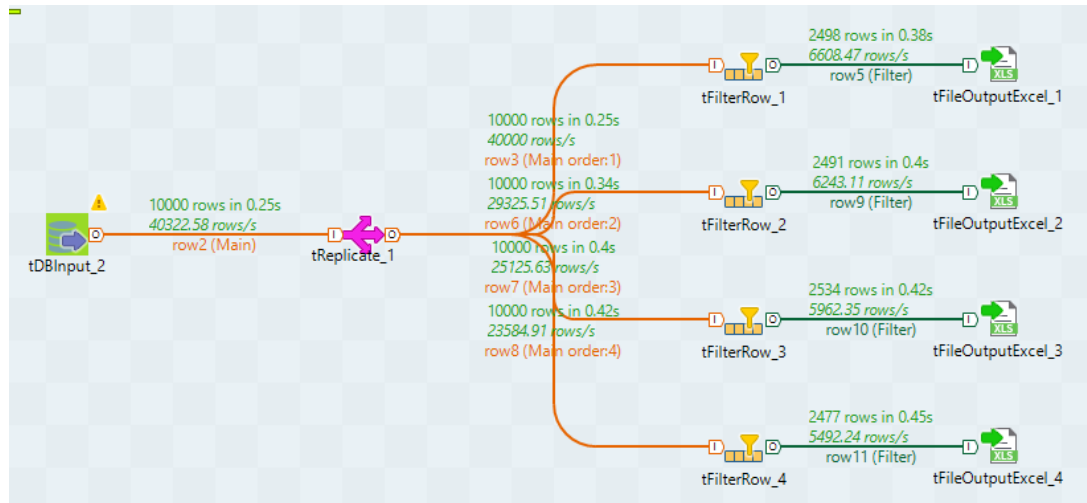 2498 rows in 0.38s
6608.47 rows/s
row5 (Filter)
tFilterRow_1
tFileOutputExcel_1
XLS
10000 rows in 0.25s
40000 rows/s
row3 (Main order:1)
2491 rows in 0.4s
6243.11 rows/s
row9 (Filter)
tFilterRow_2
tFileOutputExcel_2
XLS
10000 rows in 0.34s
29325.51 rows/s
row6 (Main order:2)
10000 rows in 0.25s
40322.58 rows/s
row2 (Main)
tDBInput_2
tReplicate_1
10000 rows in 0.4s
25125.63 rows/s
row7 (Main order:3)
2534 rows in 0.42s
5962.35 rows/s
row10 (Filter)
tFilterRow_3
tFileOutputExcel_3
XLS
10000 rows in 0.42s
23584.91 rows/s
row8 (Main order:4)
2477 rows in 0.45s
5492.24 rows/s
row11 (Filter)
tFilterRow_4
tFileOutputExcel_4
XLS